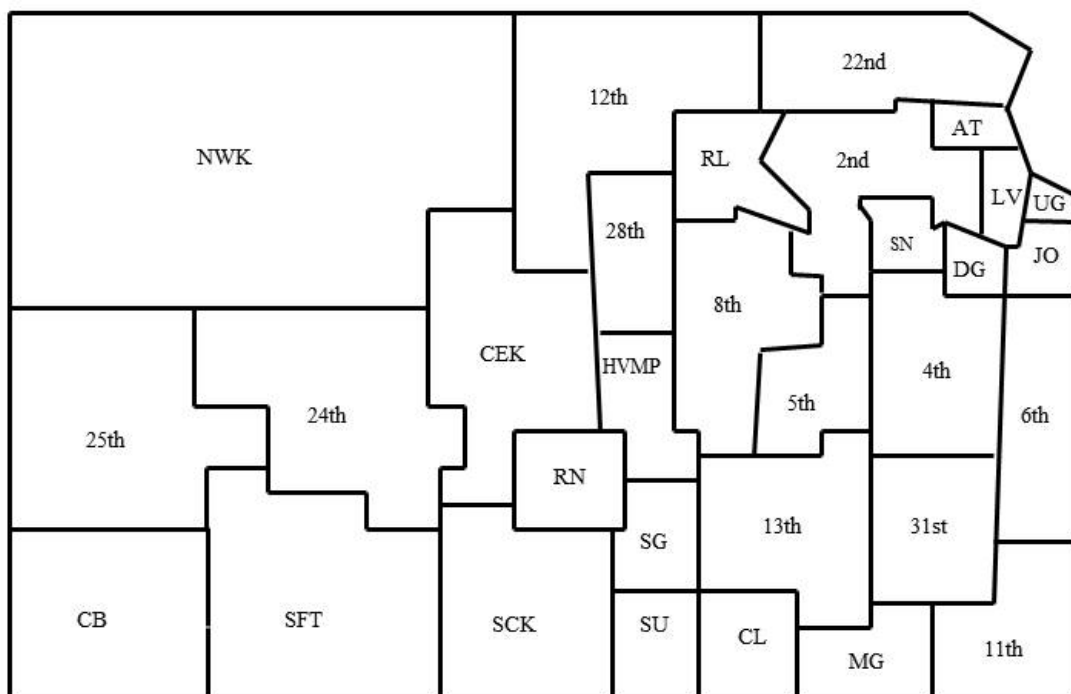 22nd
12th
AT
NWK
RL
2nd
LV
UG
28th
SN
JO
DG
8th
CEK
HVMP
4th
5th
24th
6th
25th
RN
13th
31st
SG
CB
SFT
SCK
SU
CL
11th
MG